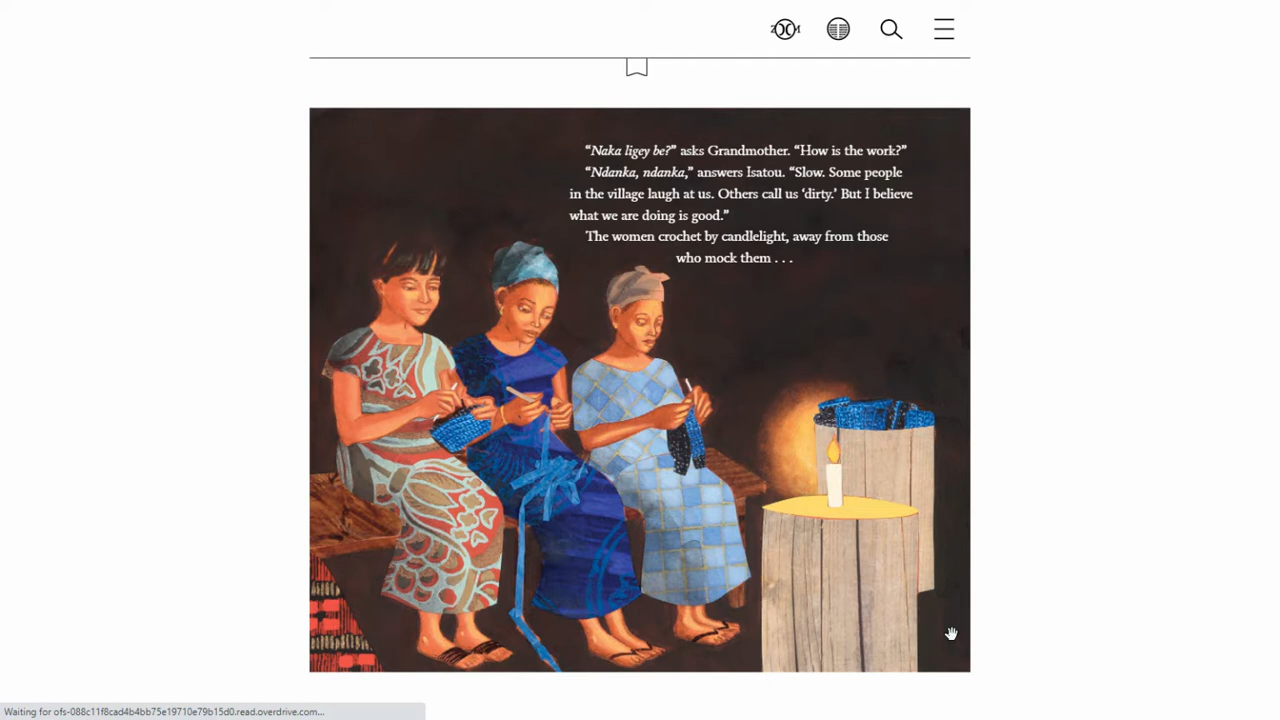 ZOOM
“Naka ligey be?” asks Grandmother. “How is the work?”
“Ndanka, ndanka,” answers Isatou. “Slow. Some people
in the village laugh at us. Others call us ‘dirty.’ But I believe
what we are doing is good.”
The women crochet by candlelight, away from those
who mock them . . .
Waiting for ofs-088c11f8cad4b4bb75e19710e79b15d0.read.overdrive.com...